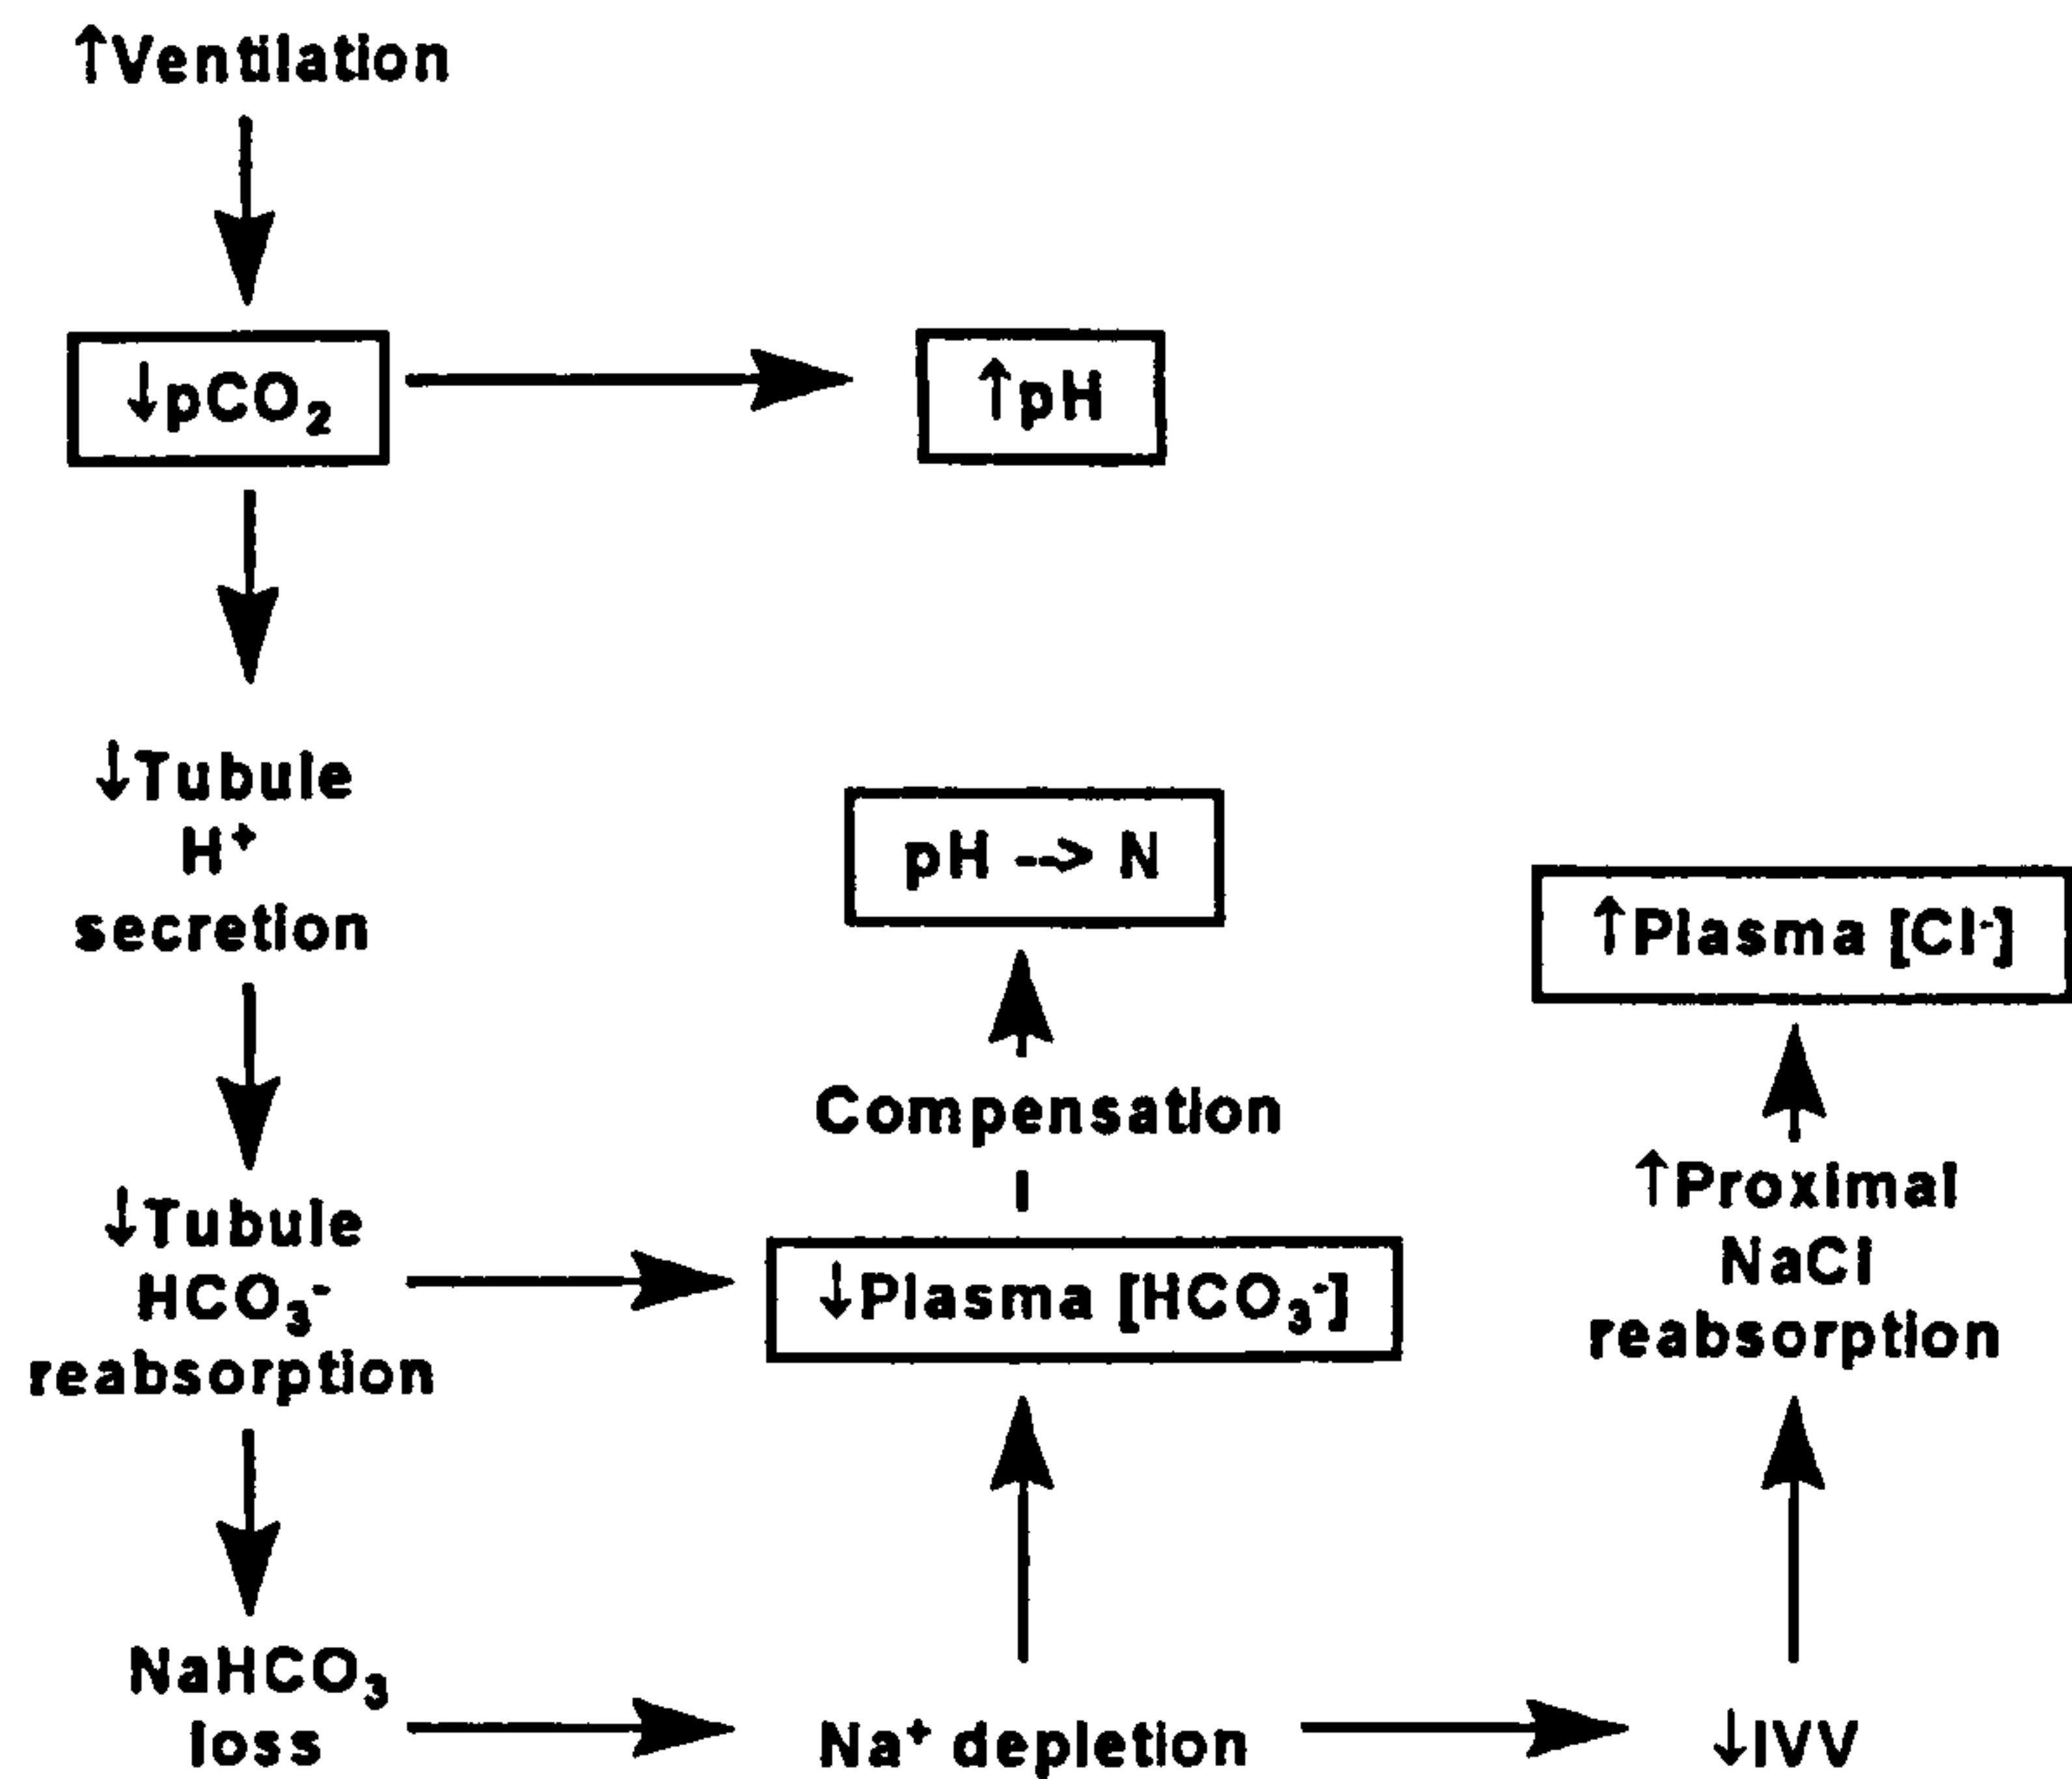 ↑Ventilation
↓pCO₂
↑pH
↓Tubule
H⁺
secretion
pH --> N
↑Plasma [Cl⁻]
Compensation
↑Proximal
NaCl
reabsorption
↓Tubule
HCO₃⁻
reabsorption
↓Plasma [HCO₃⁻]
NaHCO₃
loss
Na⁺ depletion
↓IVV